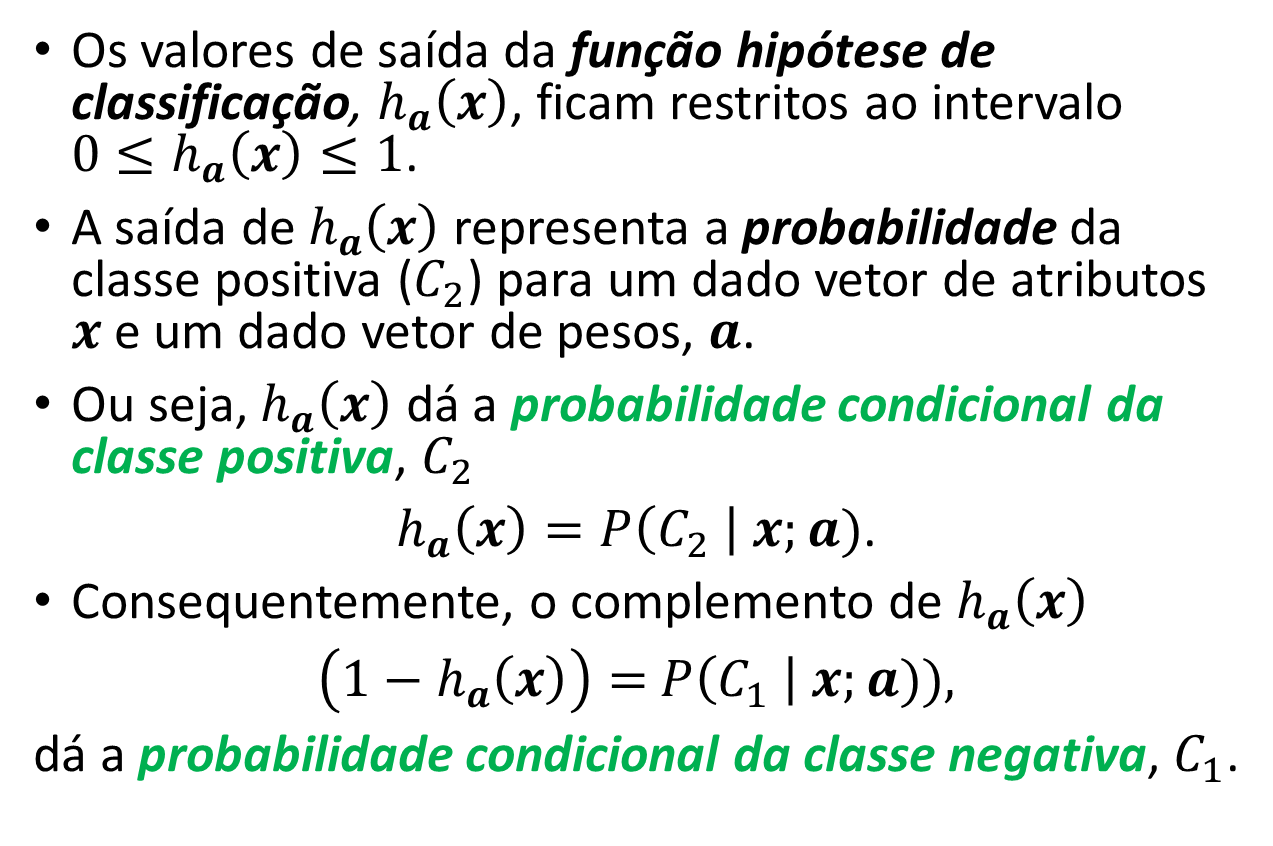 • Os valores de saída da função hipótese de
classificação, hₐ(x), ficam restritos ao intervalo
0 ≤ hₐ(x) ≤ 1.
• A saída de hₐ(x) representa a probabilidade da
classe positiva (C₂) para um dado vetor de atributos
x e um dado vetor de pesos, a.
• Ou seja, hₐ(x) dá a probabilidade condicional da
classe positiva, C₂
hₐ(x) = P(C₂ | x; a).
• Consequentemente, o complemento de hₐ(x)
(1 − hₐ(x)) = P(C₁ | x; a)),
dá a probabilidade condicional da classe negativa, C₁.